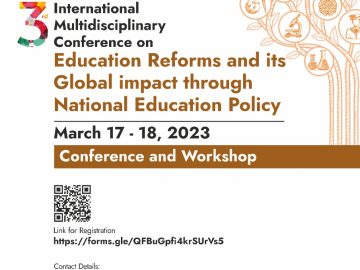 3rd
International
Multidisciplinary
Conference on
Education Reforms and its
Global impact through
National Education Policy
March 17 - 18, 2023
Conference and Workshop
Link for Registration
https://forms.gle/QFBuGpfi4krSUrVs5
Contact Details: